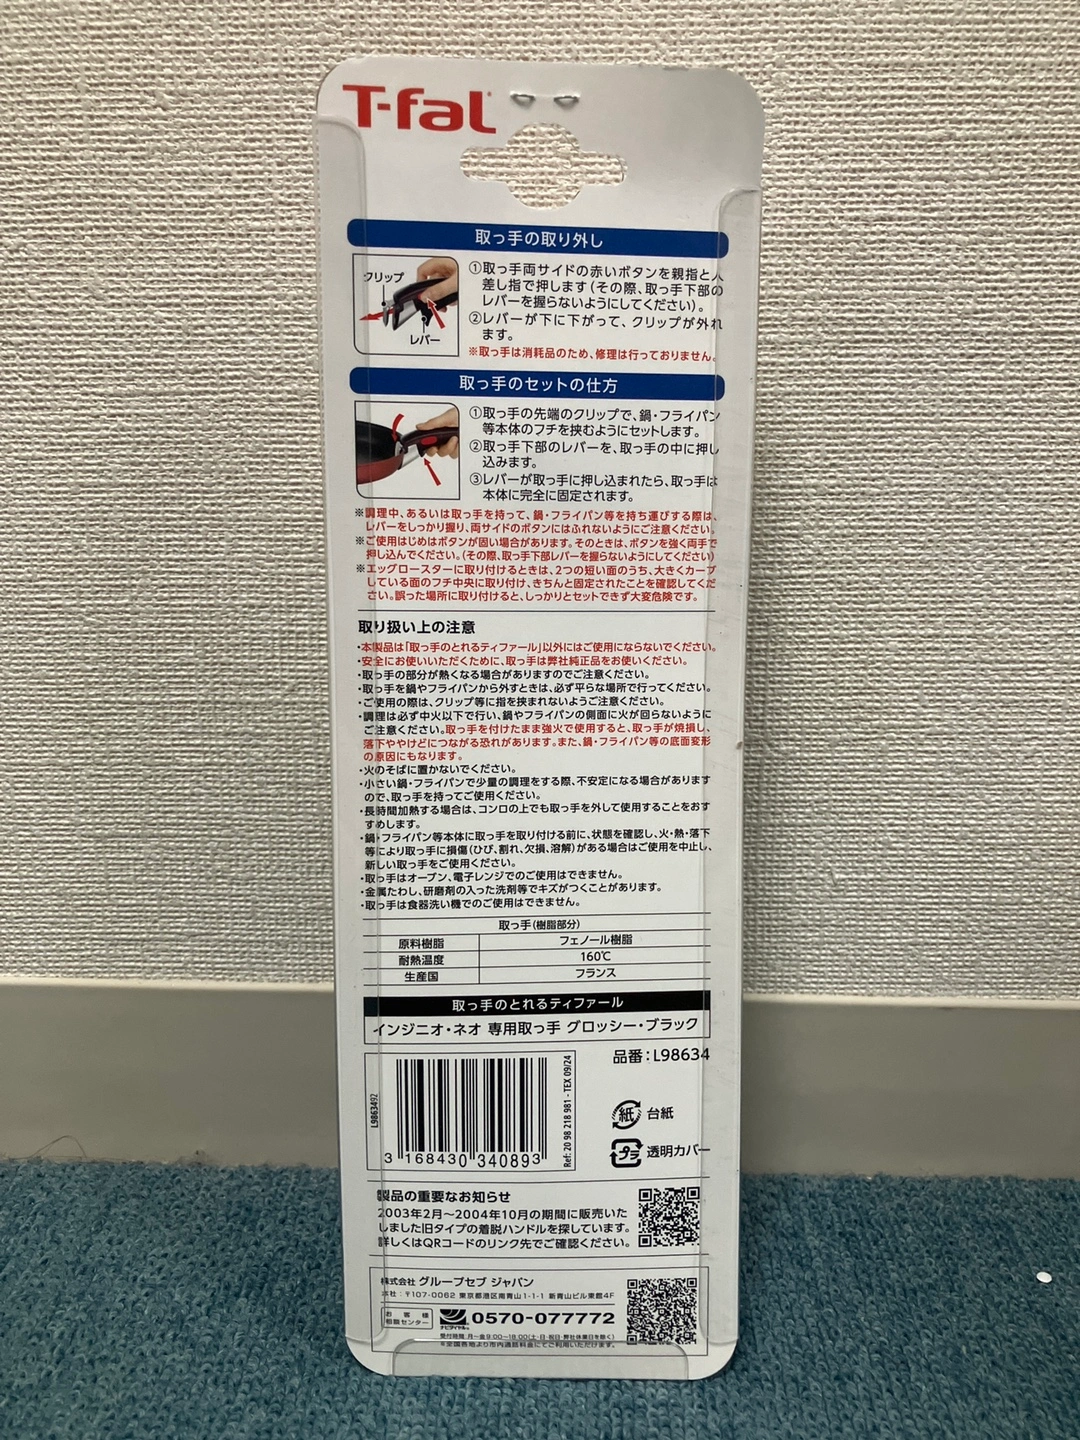 T-fal
取っ手の取り外し
クリップ
レバー
①取っ手両サイドの赤いボタンを親指と人
差し指で押します(その際、取っ手下部の
レバーを握らないようにしてください)。
②レバーが下に下がって、クリップが外れ
ます。
※取っ手は消耗品のため、修理は行っておりません。
取っ手のセットの仕方
①取っ手の先端のクリップで、鍋・フライパン
等本体のフチを挟むようにセットします。
②取っ手下部のレバーを、取っ手の中に押し
込みます。
③レバーが取っ手に押し込まれたら、取っ手は
本体に完全に固定されます。
※調理中、あるいは取っ手を持って、鍋・フライパン等を持ち運びする際は、
レバーをしっかり握り、両サイドのボタンにはふれないようにご注意ください。
※ご使用はじめはボタンが固い場合があります。そのときは、ボタンを強く両手で
押し込んでください。(その際、取っ手下部レバーを握らないようにしてください)
※エッグロースターに取り付けるときは、2つの短い面のうち、大きくカーブ
している面のフチ中央に取り付け、きちんと固定されたことを確認してくだ
さい。誤った場所に取り付けると、しっかりとセットできず大変危険です。
取り扱い上の注意
・本製品は「取っ手のとれるティファール」以外にはご使用にならないでください。
・安全にお使いいただくために、取っ手は弊社純正品をお使いください。
・取っ手の部分が熱くなる場合がありますのでご注意ください。
・取っ手を鍋やフライパンから外すときは、必ず平らな場所で行ってください。
・ご使用の際は、クリップ等に指を挟まれないようご注意ください。
・調理は必ず中火以下で行い、鍋やフライパンの側面に火が回らないように
ご注意ください。取っ手を付けたまま強火で使用すると、取っ手が焼損し、
落下ややけどにつながる恐れがあります。また、鍋・フライパン等の底面変形
の原因にもなります。
・火のそばに置かないでください。
・小さい鍋・フライパンで少量の調理をする際、不安定になる場合があります
ので、取っ手を持ってご使用ください。
・長時間加熱する場合は、コンロの上でも取っ手を外して使用することをおす
すめします。
・鍋・フライパン等本体に取っ手を取り付ける前に、状態を確認し、火・熱・落下
等により取っ手に損傷(ひび、割れ、欠損、溶解)がある場合はご使用を中止し、
新しい取っ手をご使用ください。
・取っ手はオーブン、電子レンジでのご使用はできません。
・金属たわし、研磨剤の入った洗剤等でキズがつくことがあります。
・取っ手は食器洗い機でのご使用はできません。
取っ手(樹脂部分)
原料樹脂 フェノール樹脂
耐熱温度 160℃
生産国 フランス
取っ手のとれるティファール
インジニオ・ネオ 専用取っ手 グロッシー・ブラック
品番:L98634
L9863492
3 168430 340893
Ref: 20 98 218 981 - TEX 09/24
紙 台紙
プラ 透明カバー
製品の重要なお知らせ
2003年2月〜2004年10月の期間に販売いた
しました旧タイプの着脱ハンドルを探しています。
詳しくはQRコードのリンク先でご確認ください。
株式会社 グループセブ ジャパン
本社:〒107-0062 東京都港区南青山1-1-1 新青山ビル東館4F
お客様
相談センター
ナビダイヤル
0570-077772
受付時間 月〜金9:00〜18:00(土・日・祝日・弊社休業日を除く)
※全国各地より市内通話料金にてご利用いただけます。